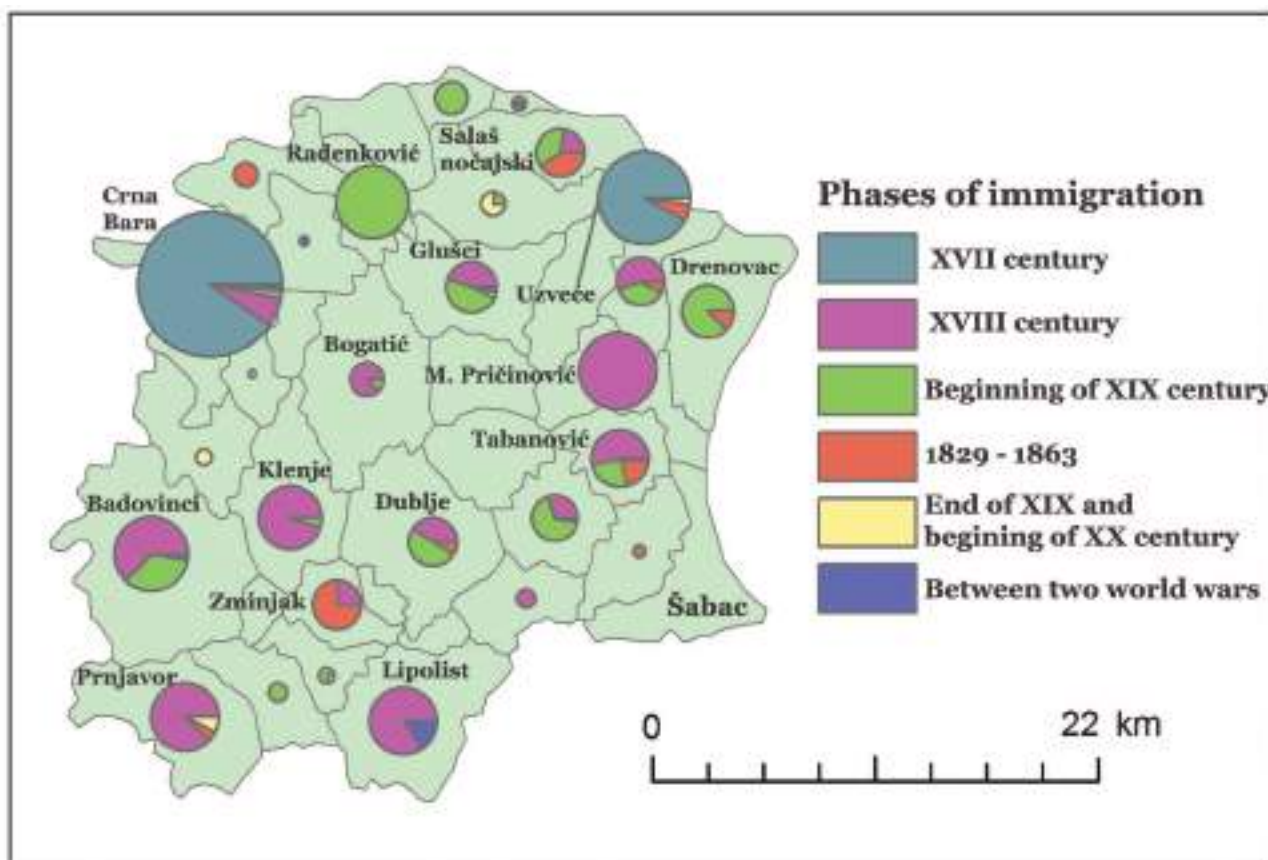 Salaš
nočajski
Radenković
Crna
Bara
Glušci
Uzveće
Drenovac
Bogatić
M. Pričinović
Tabanović
Klenje
Badovinci
Dublje
Zminjak
Šabac
Prnjavor
Lipolist
Phases of immigration
XVII century
XVIII century
Beginning of XIX century
1829 - 1863
End of XIX and
begining of XX century
Between two world wars
0
22 km